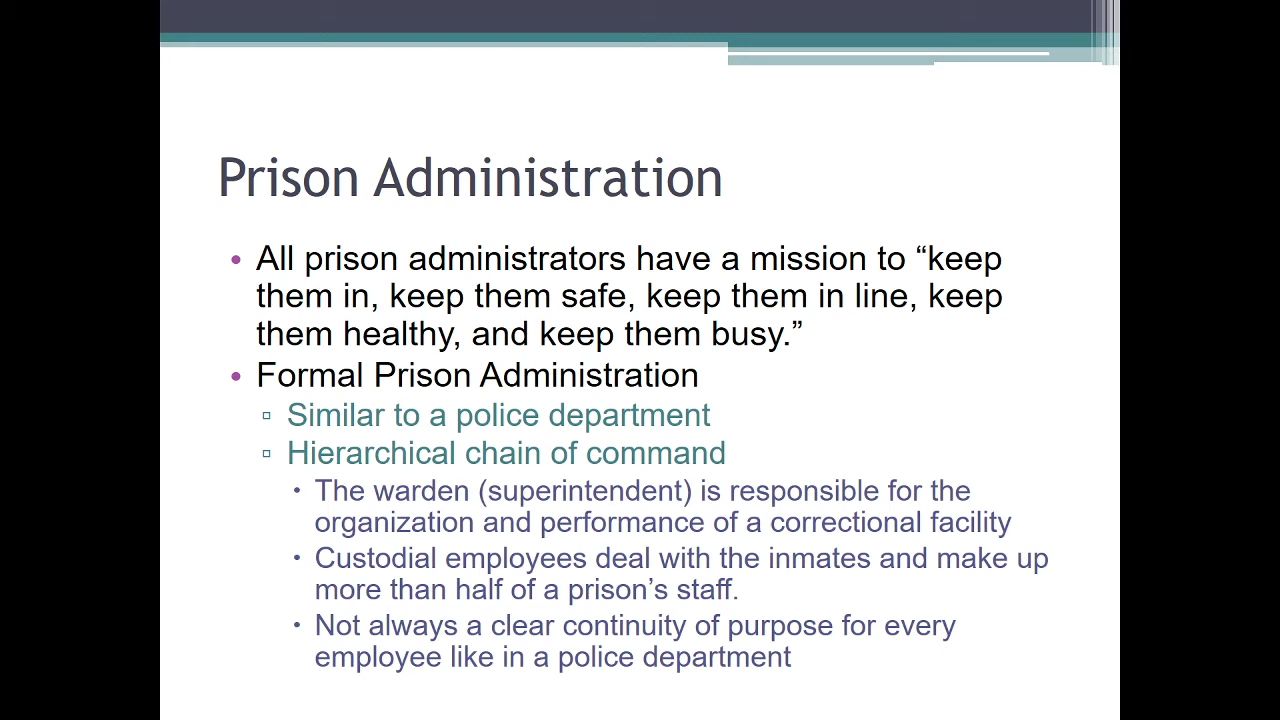 Prison Administration
• All prison administrators have a mission to “keep
them in, keep them safe, keep them in line, keep
them healthy, and keep them busy.”
• Formal Prison Administration
▫ Similar to a police department
▫ Hierarchical chain of command
• The warden (superintendent) is responsible for the
organization and performance of a correctional facility
• Custodial employees deal with the inmates and make up
more than half of a prison’s staff.
• Not always a clear continuity of purpose for every
employee like in a police department